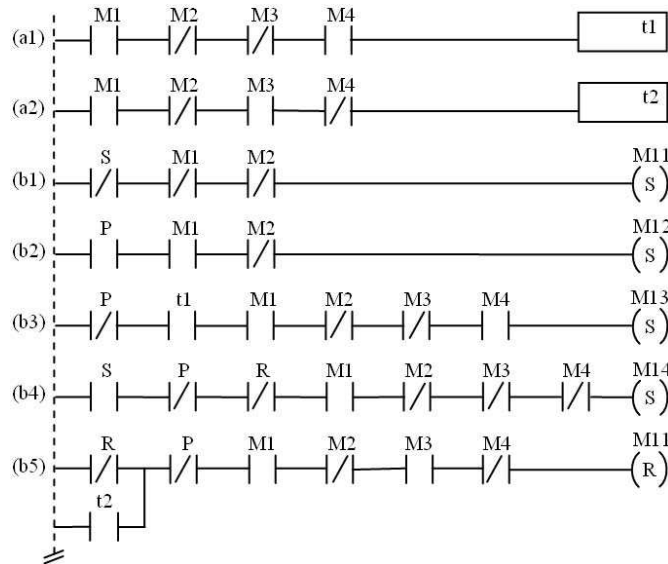 M1 M2 M3 M4
(a1) t1
M1 M2 M3 M4
(a2) t2
S M1 M2 M11
(b1) S
P M1 M2 M12
(b2) S
P t1 M1 M2 M3 M4 M13
(b3) S
S P R M1 M2 M3 M4 M14
(b4) S
R P M1 M2 M3 M4 M11
(b5) R
t2